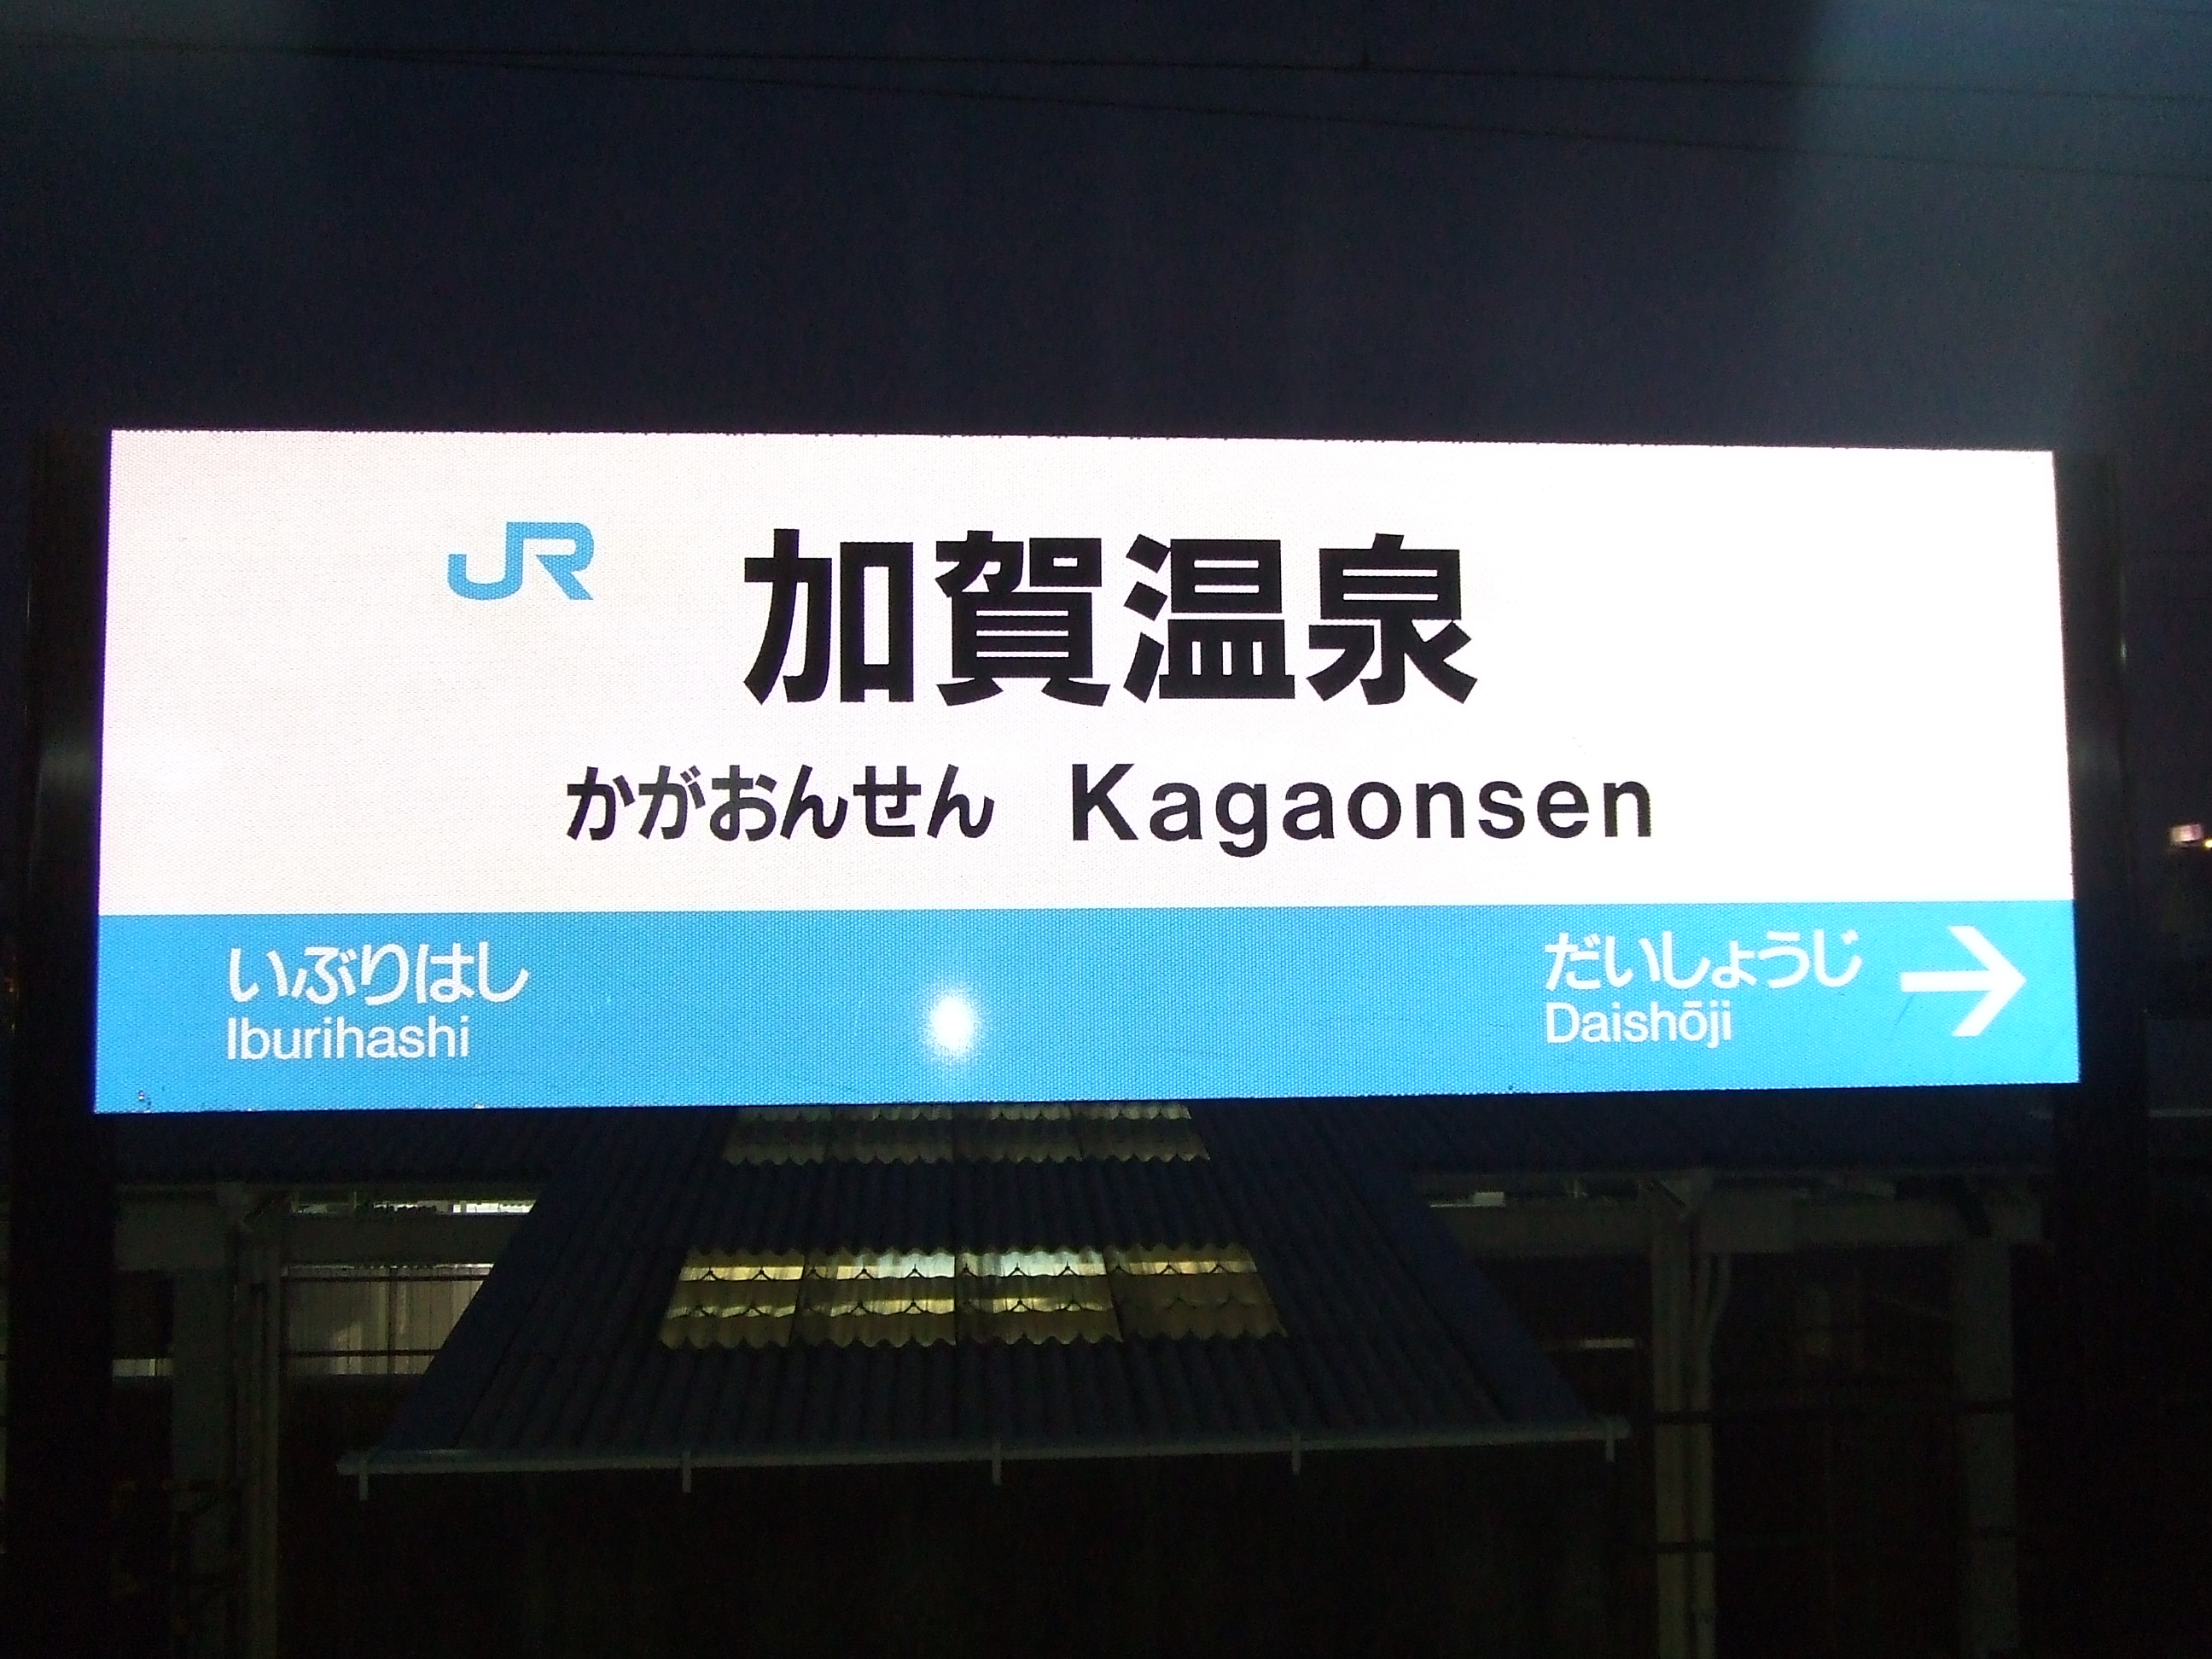 JR 加賀温泉
かがおんせん Kagaonsen
いぶりはし
Iburihashi
だいしょうじ →
Daishōji